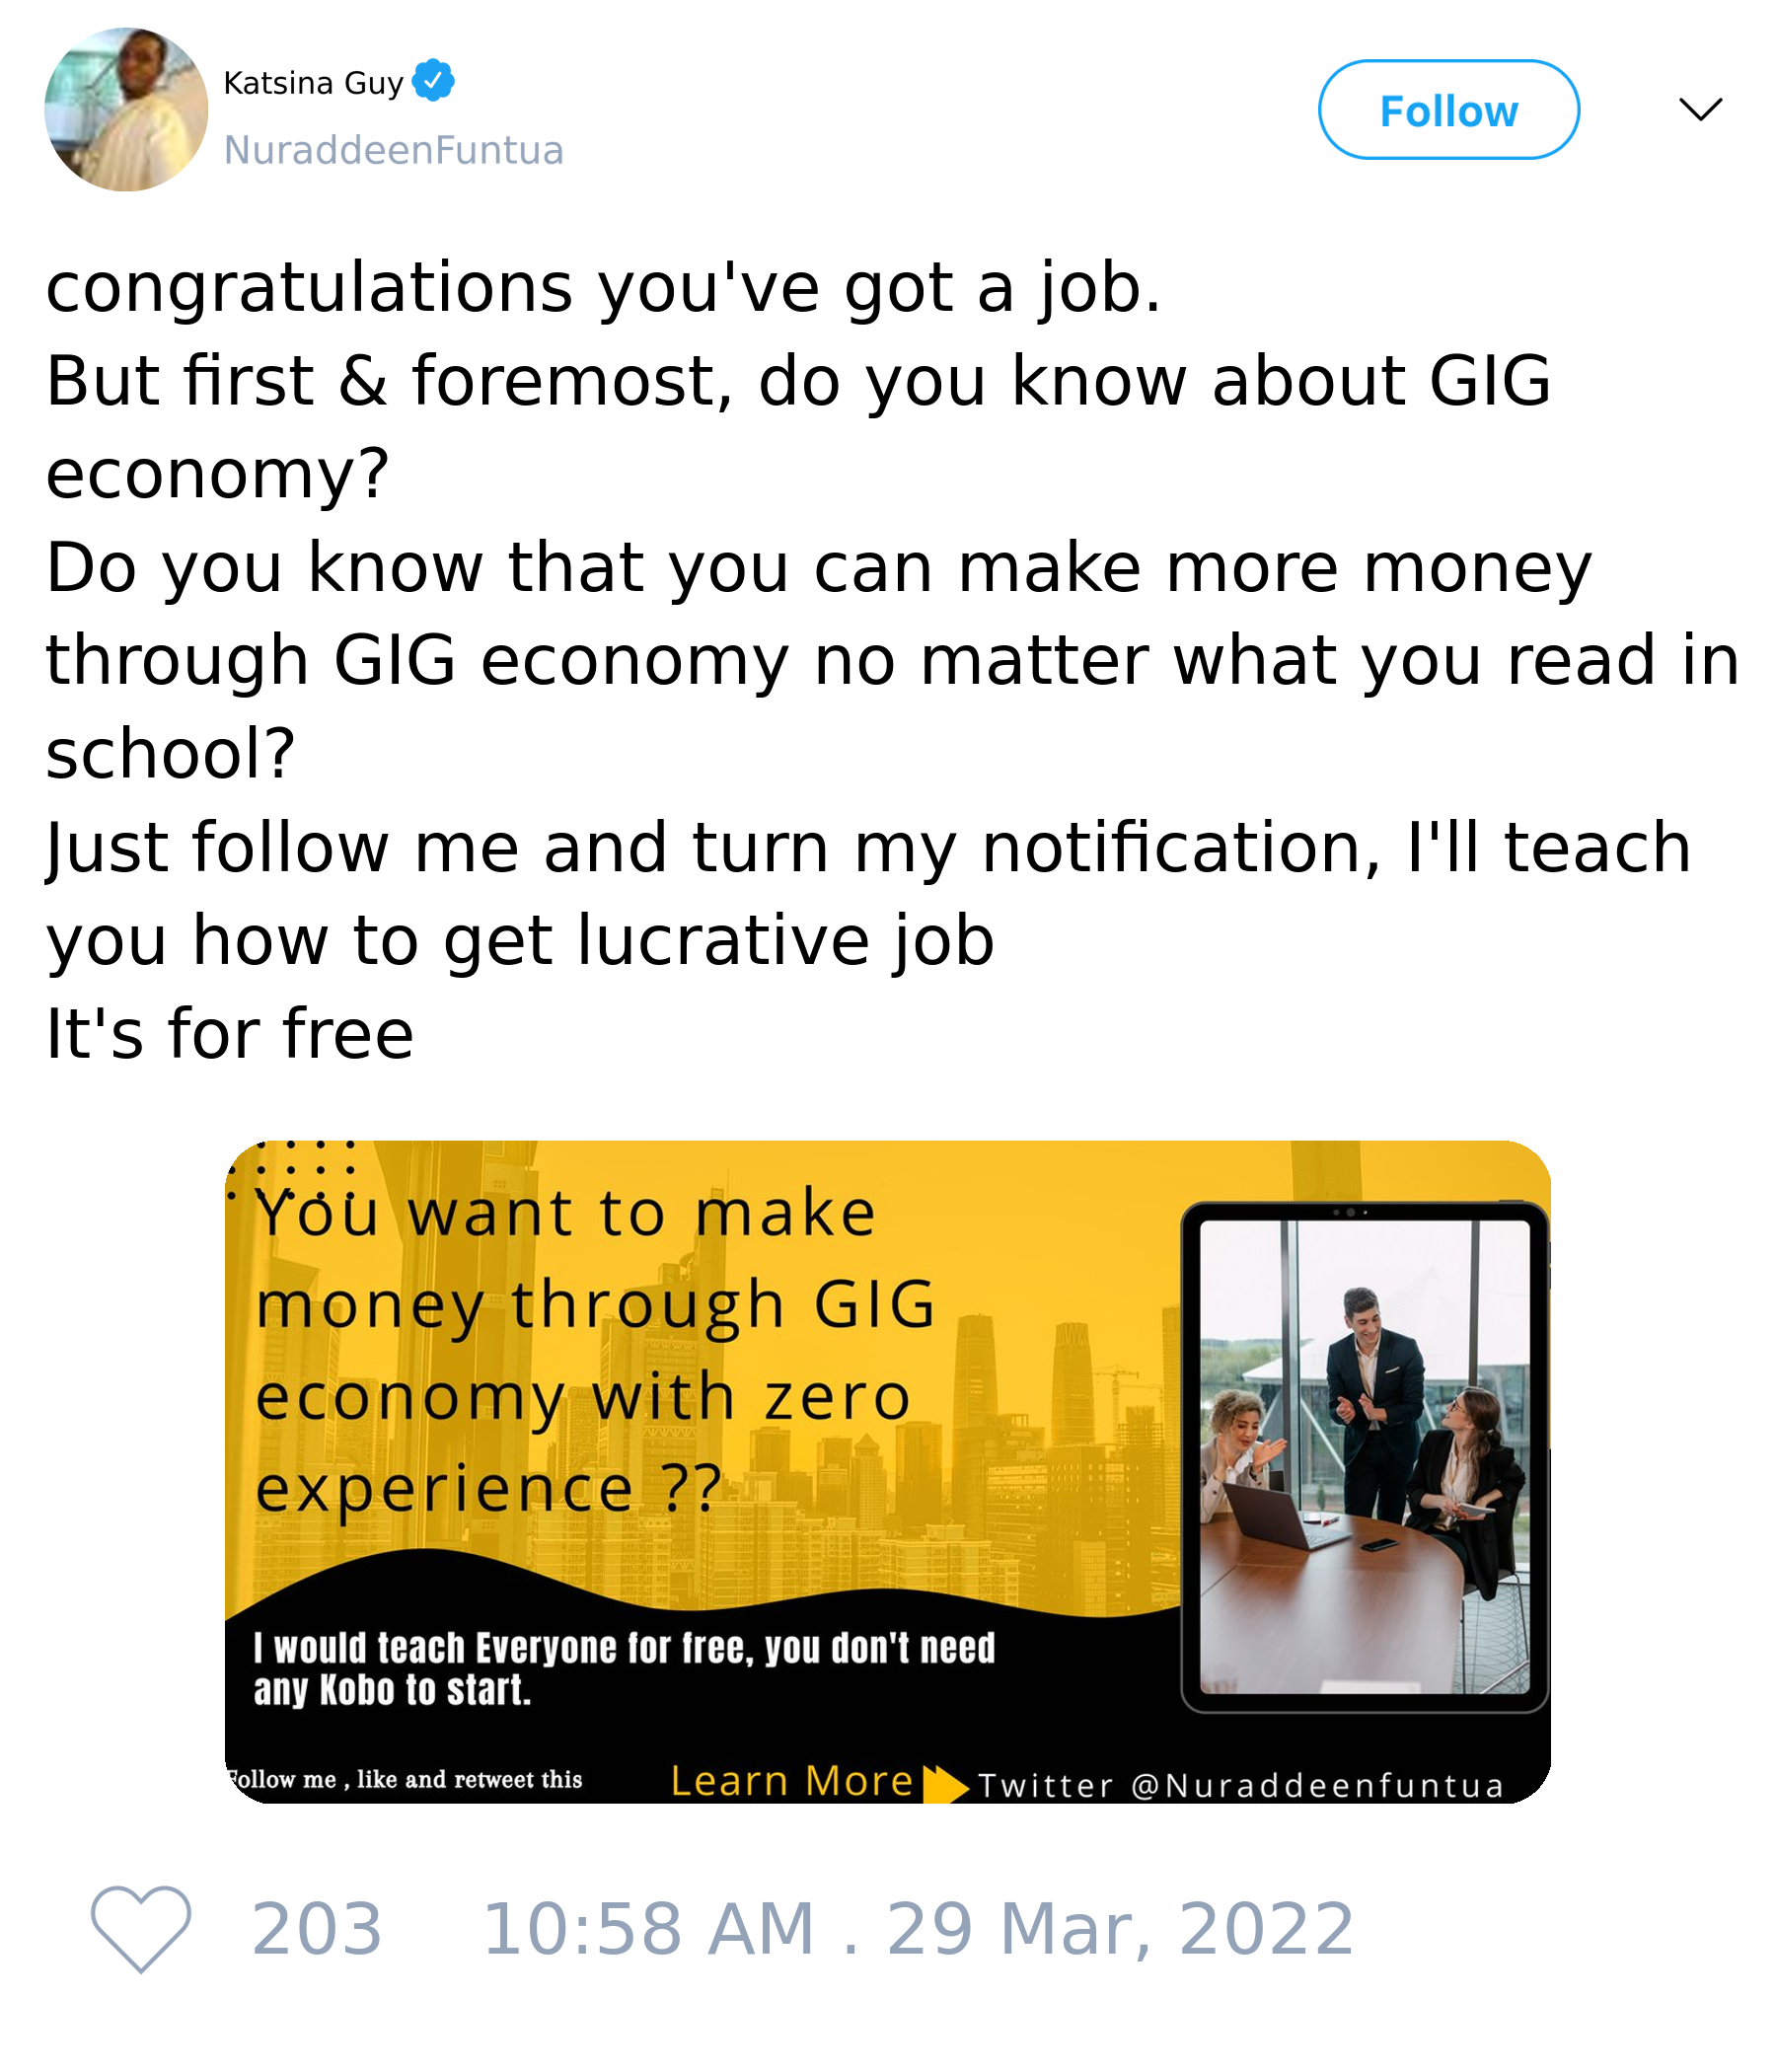 Katsina Guy
NuraddeenFuntua
Follow
congratulations you've got a job.
But first & foremost, do you know about GIG
economy?
Do you know that you can make more money
through GIG economy no matter what you read in
school?
Just follow me and turn my notification, I'll teach
you how to get lucrative job
It's for free
You want to make
money through GIG
economy with zero
experience ??
I would teach Everyone for free, you don't need
any Kobo to start.
Follow me , like and retweet this
Learn More
Twitter @Nuraddeenfuntua
203
10:58 AM . 29 Mar, 2022